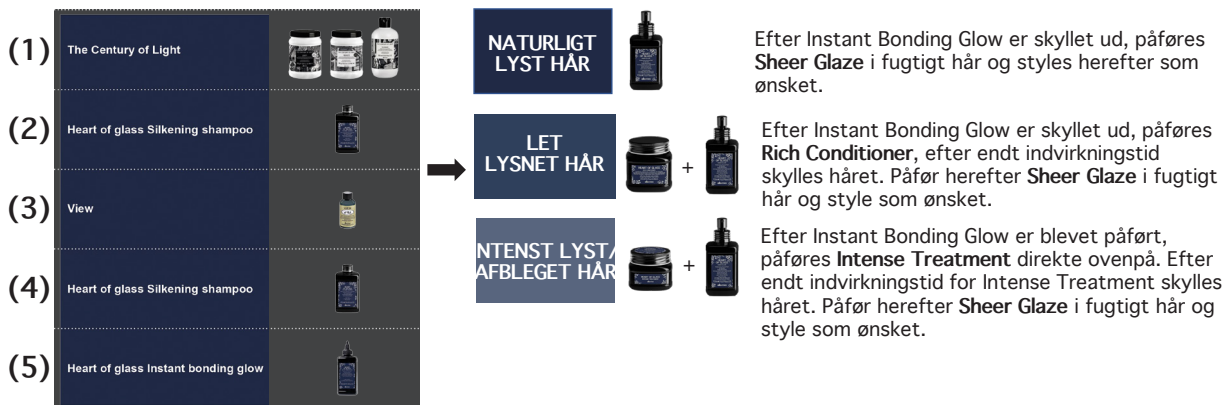 (1) The Century of Light
(2) Heart of glass Silkening shampoo
(3) View
(4) Heart of glass Silkening shampoo
(5) Heart of glass Instant bonding glow
NATURLIGT
LYST HÅR
Efter Instant Bonding Glow er skyllet ud, påføres
Sheer Glaze i fugtigt hår og styles herefter som
ønsket.
LET
LYSNET HÅR
+
Efter Instant Bonding Glow er skyllet ud, påføres
Rich Conditioner, efter endt indvirkningstid
skylles håret. Påfør herefter Sheer Glaze i fugtigt
hår og style som ønsket.
NTENST LYST/
AFBLEGET HÅR
+
Efter Instant Bonding Glow er blevet påført,
påføres Intense Treatment direkte ovenpå. Efter
endt indvirkningstid for Intense Treatment skylles
håret. Påfør herefter Sheer Glaze i fugtigt hår og
style som ønsket.